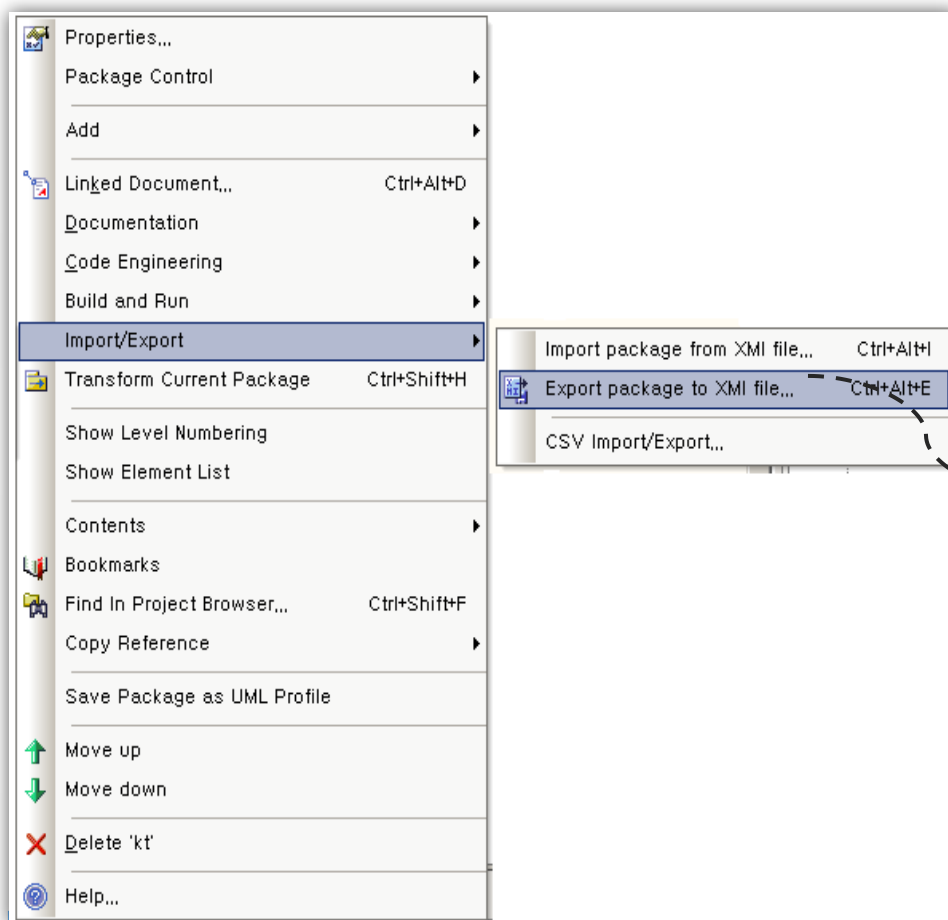 Properties...
Package Control
Add
Linked Document... Ctrl+Alt+D
Documentation
Code Engineering
Build and Run
Import/Export
Transform Current Package Ctrl+Shift+H
Show Level Numbering
Show Element List
Contents
Bookmarks
Find In Project Browser... Ctrl+Shift+F
Copy Reference
Save Package as UML Profile
Move up
Move down
Delete 'kt'
Help...
Import package from XMI file... Ctrl+Alt+I
Export package to XMI file... Ctrl+Alt+E
CSV Import/Export...